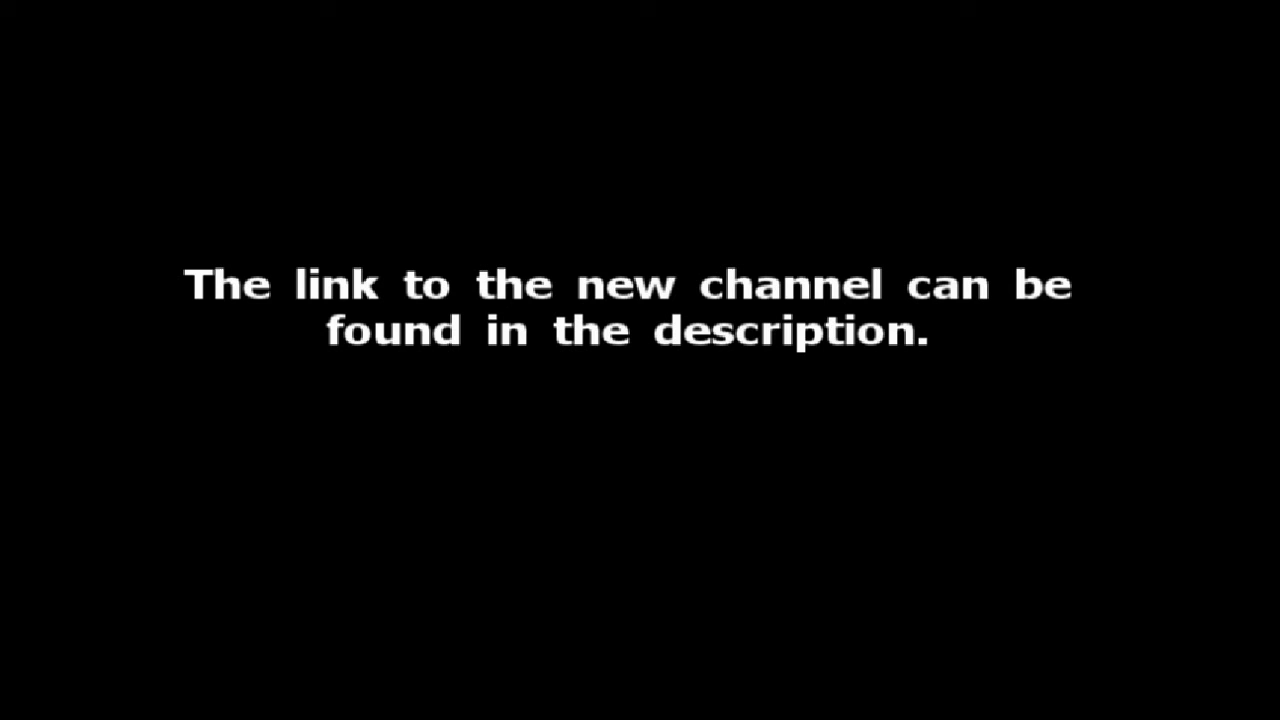 The link to the new channel can be
found in the description.